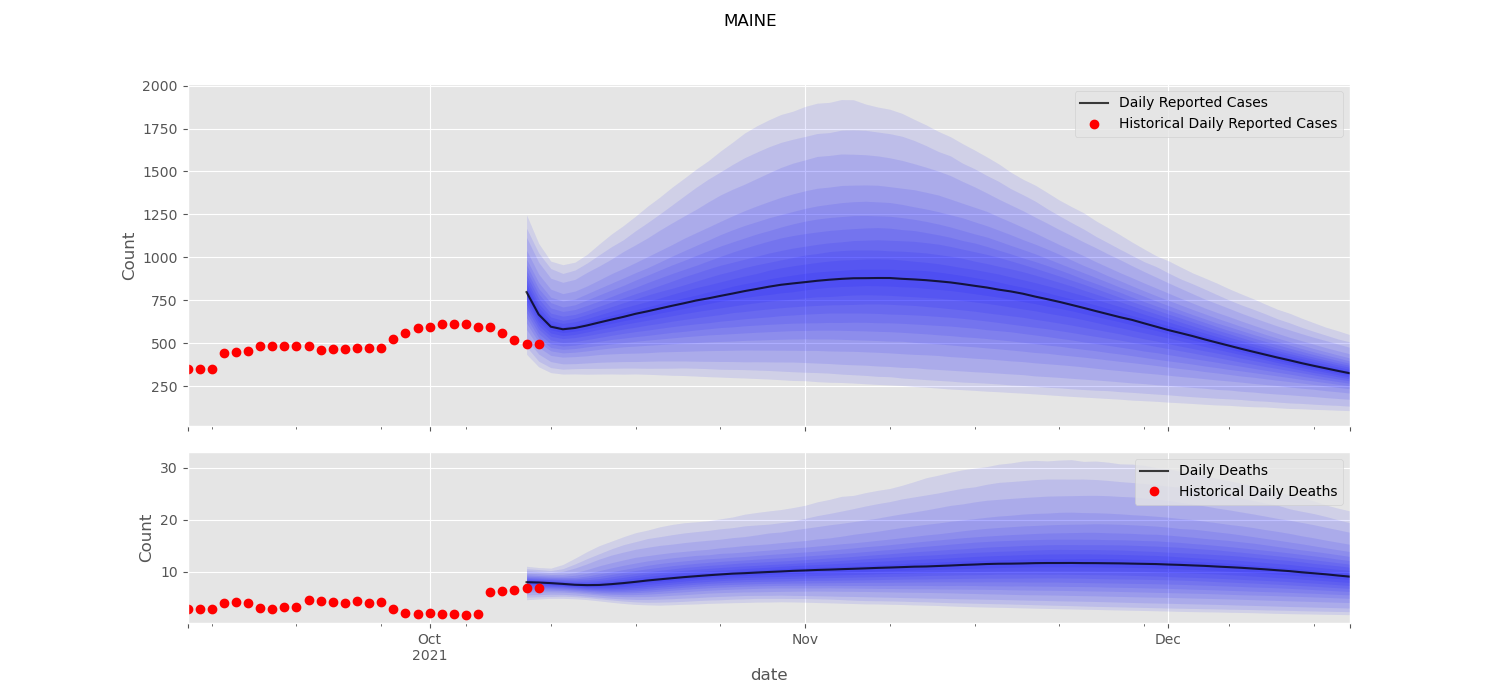 MAINE
2000
1750
1500
1250
1000
750
500
250
Count
Daily Reported Cases
Historical Daily Reported Cases
30
20
10
Count
Daily Deaths
Historical Daily Deaths
Oct
2021
Nov
Dec
date